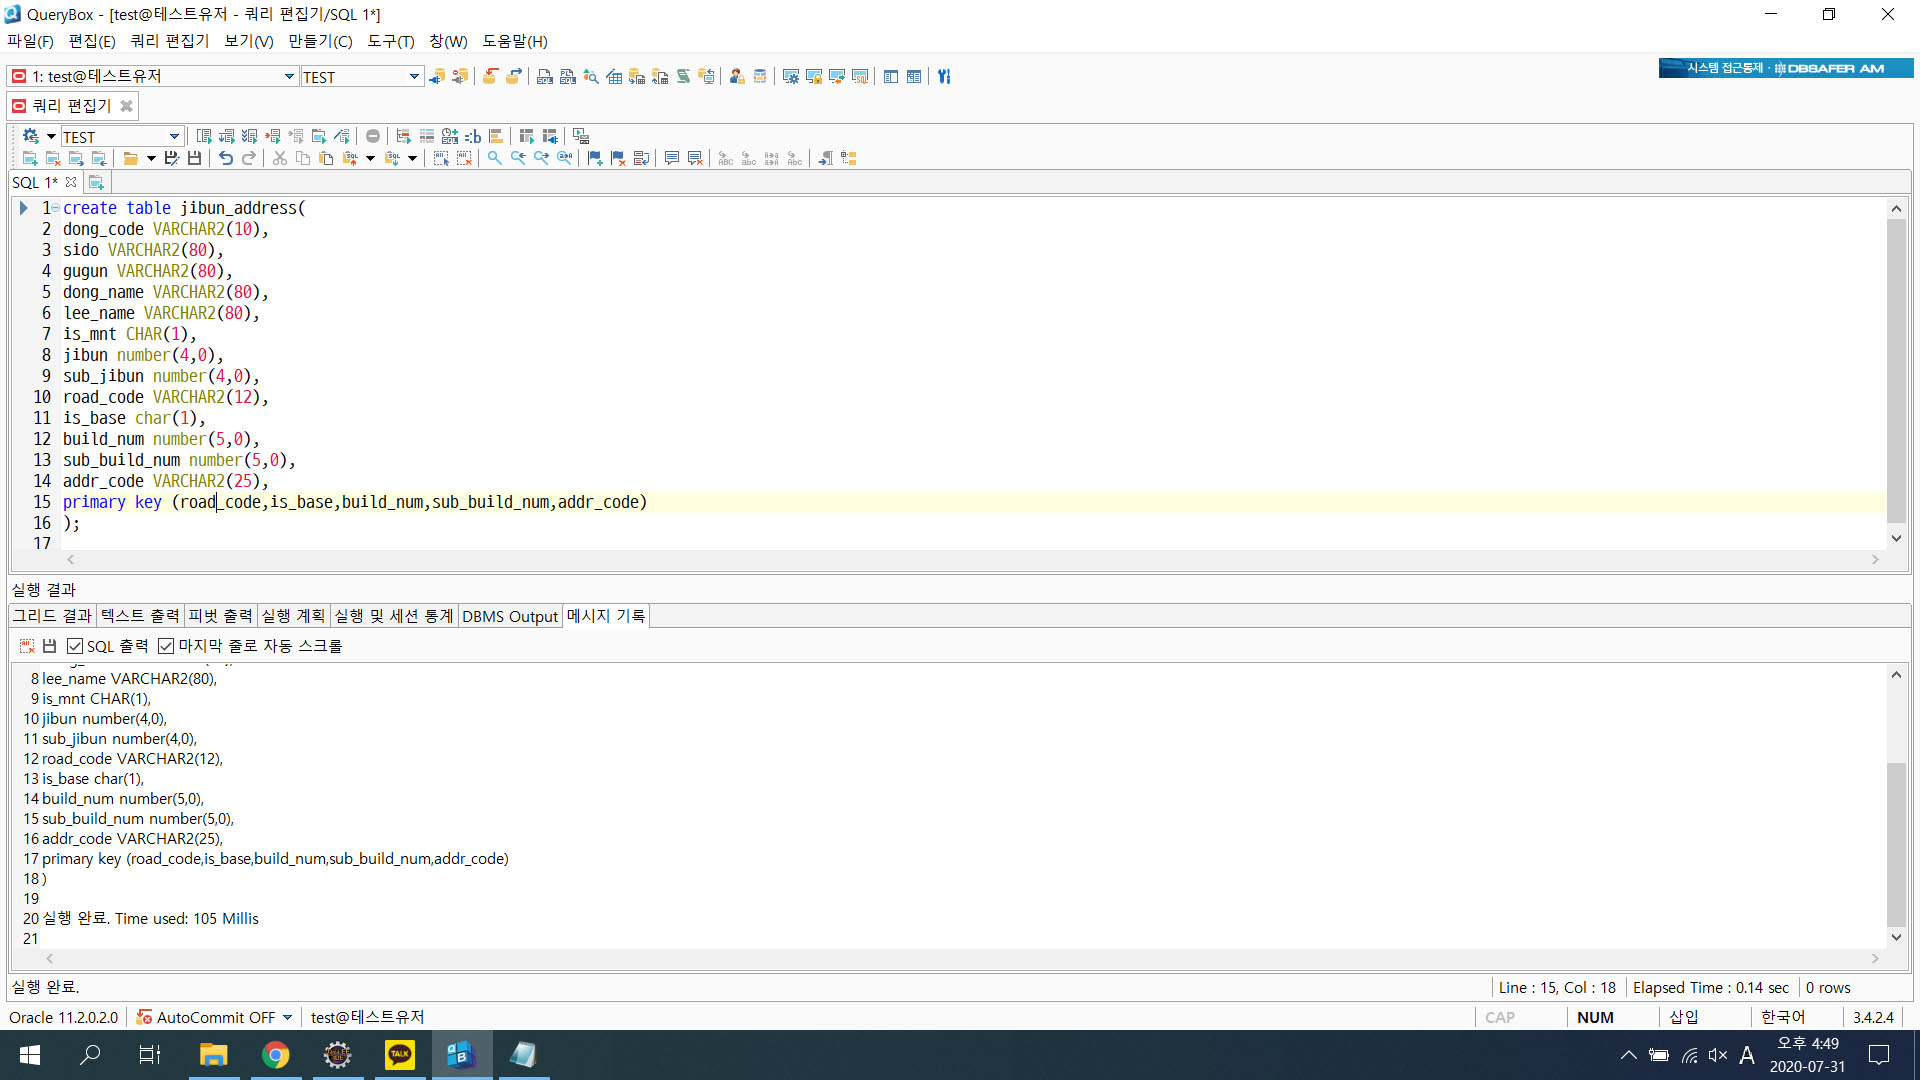 QueryBox - [test@테스트유저 - 쿼리 편집기/SQL 1*]
파일(F) 편집(E) 쿼리 편집기 보기(V) 만들기(C) 도구(T) 창(W) 도움말(H)
1: test@테스트유저 TEST
시스템 접근통제 · DBSAFER AM
쿼리 편집기
TEST
SQL 1*
1 create table jibun_address(
2 dong_code VARCHAR2(10),
3 sido VARCHAR2(80),
4 gugun VARCHAR2(80),
5 dong_name VARCHAR2(80),
6 lee_name VARCHAR2(80),
7 is_mnt CHAR(1),
8 jibun number(4,0),
9 sub_jibun number(4,0),
10 road_code VARCHAR2(12),
11 is_base char(1),
12 build_num number(5,0),
13 sub_build_num number(5,0),
14 addr_code VARCHAR2(25),
15 primary key (road_code,is_base,build_num,sub_build_num,addr_code)
16 );
17
실행 결과
그리드 결과 텍스트 출력 피벗 출력 실행 계획 실행 및 세션 통계 DBMS Output 메시지 기록
SQL 출력 마지막 줄로 자동 스크롤
8 lee_name VARCHAR2(80),
9 is_mnt CHAR(1),
10 jibun number(4,0),
11 sub_jibun number(4,0),
12 road_code VARCHAR2(12),
13 is_base char(1),
14 build_num number(5,0),
15 sub_build_num number(5,0),
16 addr_code VARCHAR2(25),
17 primary key (road_code,is_base,build_num,sub_build_num,addr_code)
18 )
19
20 실행 완료. Time used: 105 Millis
21
실행 완료. Line : 15, Col : 18 Elapsed Time : 0.14 sec 0 rows
Oracle 11.2.0.2.0 AutoCommit OFF test@테스트유저 CAP NUM 삽입 한국어 3.4.2.4
TALK
A 오후 4:49
2020-07-31